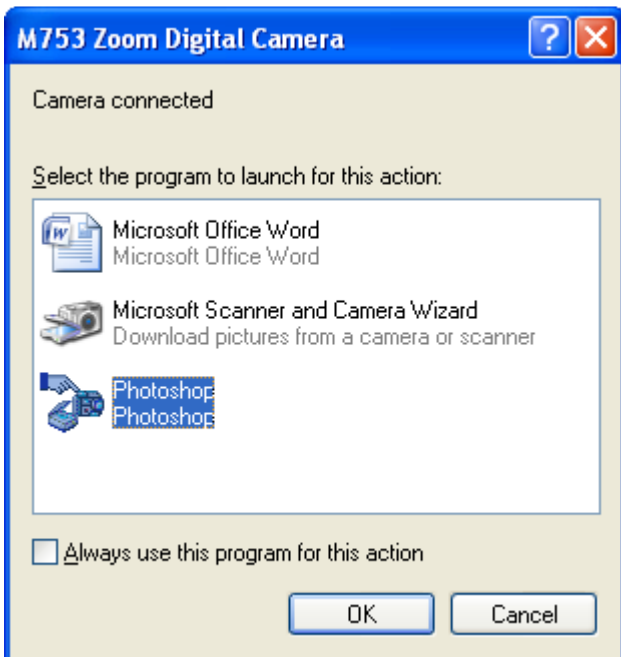 M753 Zoom Digital Camera
Camera connected
Select the program to launch for this action:
Microsoft Office Word
Microsoft Office Word
Microsoft Scanner and Camera Wizard
Download pictures from a camera or scanner
Photoshop
Photoshop
Always use this program for this action
OK Cancel